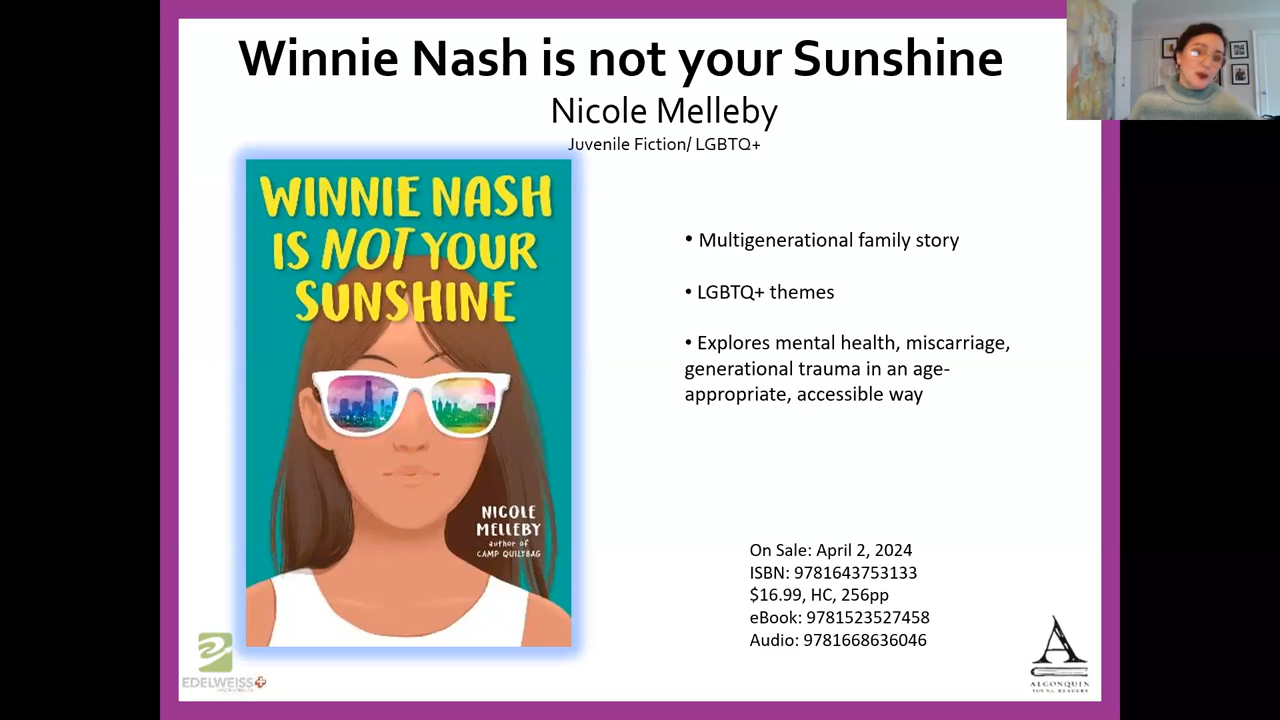 Winnie Nash is not your Sunshine
Nicole Melleby
Juvenile Fiction/ LGBTQ+
WINNIE NASH
IS NOT YOUR
SUNSHINE
NICOLE
MELLEBY
author of
CAMP QUILTBAG
• Multigenerational family story
• LGBTQ+ themes
• Explores mental health, miscarriage,
generational trauma in an age-
appropriate, accessible way
On Sale: April 2, 2024
ISBN: 9781643753133
$16.99, HC, 256pp
eBook: 9781523527458
Audio: 9781668636046
EDELWEISS+
A
ALGONQUIN
YOUNG READERS